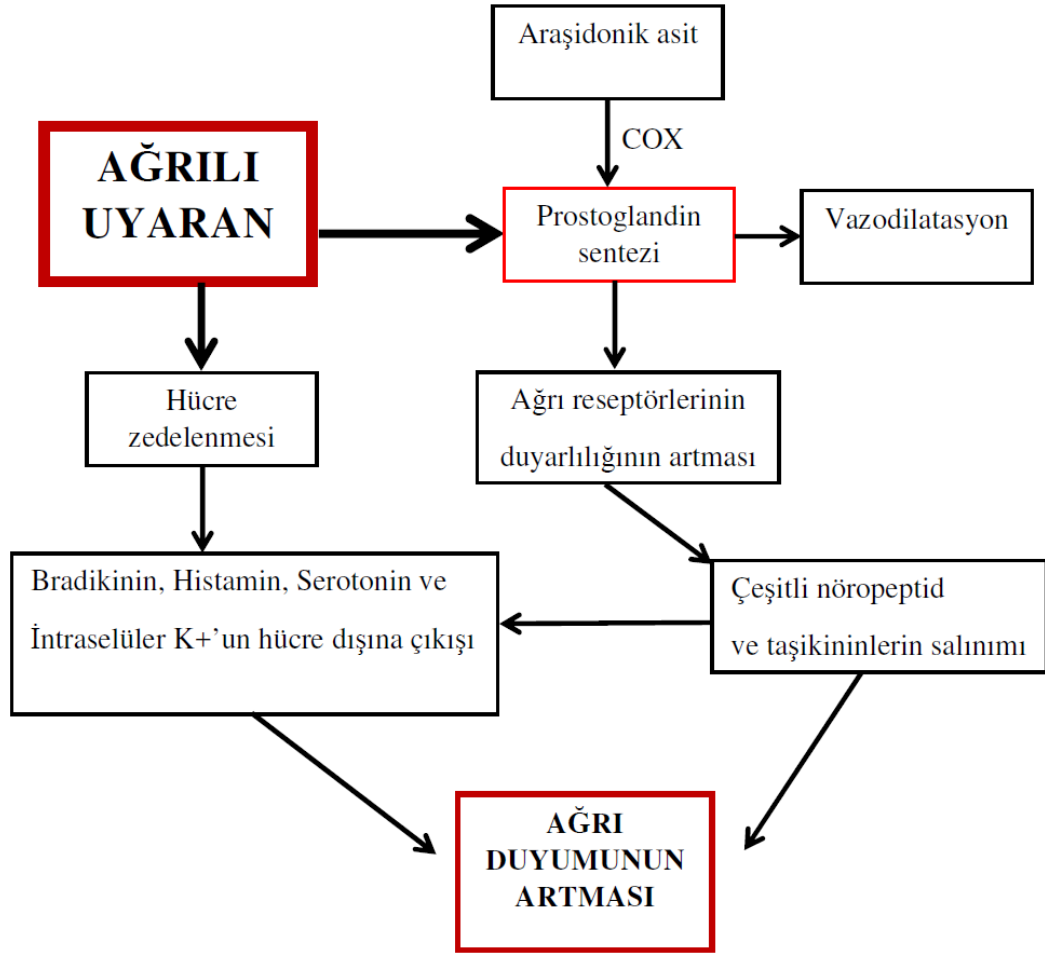 Araşidonik asit
COX
AĞRILI
UYARAN
Prostoglandin
sentezi
Vazodilatasyon
Hücre
zedelenmesi
Ağrı reseptörlerinin
duyarlılığının artması
Bradikinin, Histamin, Serotonin ve
İntraselüler K+’un hücre dışına çıkışı
Çeşitli nöropeptid
ve taşikininlerin salınımı
AĞRI
DUYUMUNUN
ARTMASI